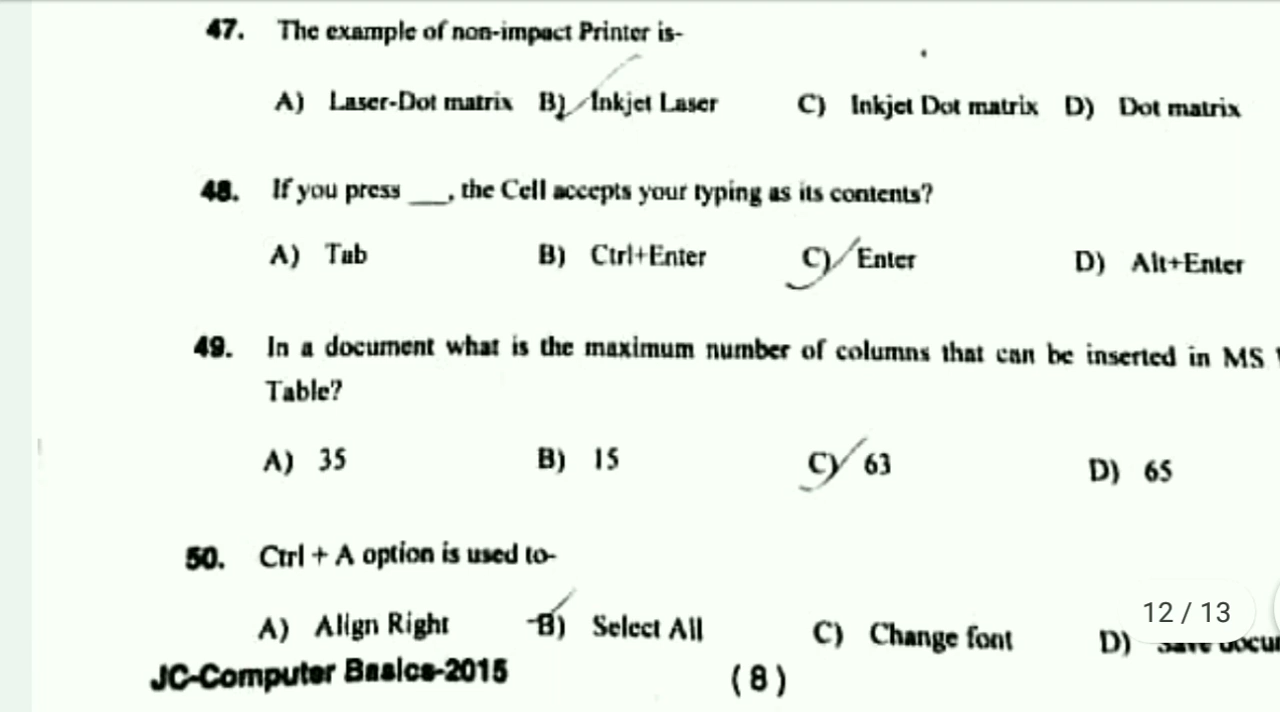 47. The example of non-impact Printer is-
A) Laser-Dot matrix B) Inkjet Laser C) Inkjet Dot matrix D) Dot matrix
48. If you press ___, the Cell accepts your typing as its contents?
A) Tab B) Ctrl+Enter C) Enter D) Alt+Enter
49. In a document what is the maximum number of columns that can be inserted in MS
Table?
A) 35 B) 15 C) 63 D) 65
50. Ctrl + A option is used to-
12 / 13
A) Align Right B) Select All C) Change font D)
JC-Computer Basics-2015 (8)